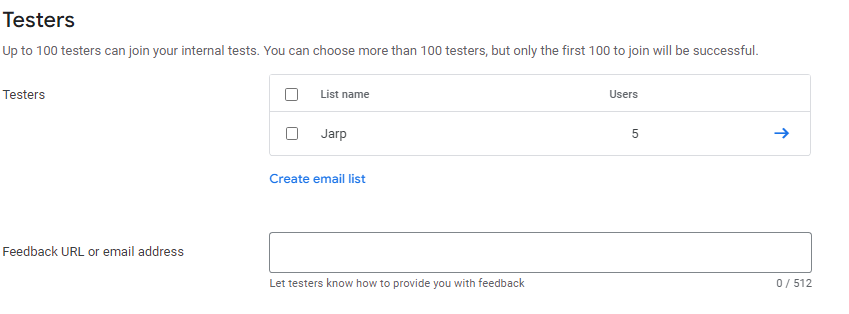 Testers
Up to 100 testers can join your internal tests. You can choose more than 100 testers, but only the first 100 to join will be successful.
Testers
List name Users
Jarp 5
Create email list
Feedback URL or email address
Let testers know how to provide you with feedback 0 / 512